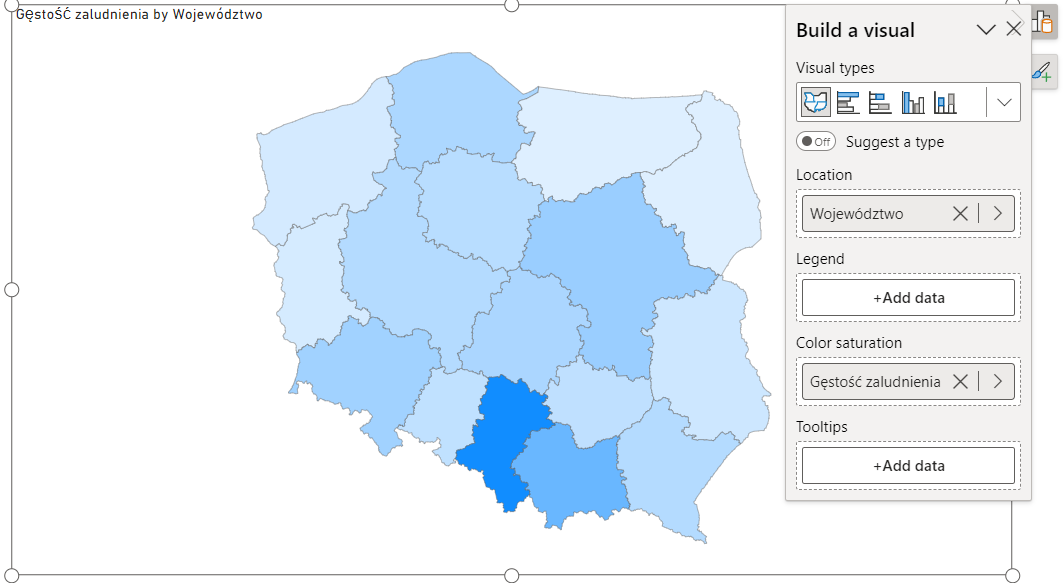 Gęstość zaludnienia by Województwo
Build a visual
Visual types
Off Suggest a type
Location
Województwo
Legend
+Add data
Color saturation
Gęstość zaludnienia
Tooltips
+Add data